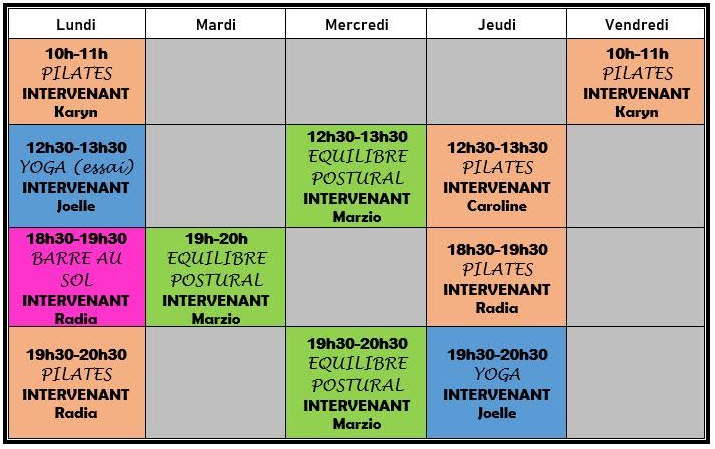 Lundi Mardi Mercredi Jeudi Vendredi
10h-11h
PILATES
INTERVENANT
Karyn
10h-11h
PILATES
INTERVENANT
Karyn
12h30-13h30
YOGA (essai)
INTERVENANT
Joelle
12h30-13h30
EQUILIBRE
POSTURAL
INTERVENANT
Marzio
12h30-13h30
PILATES
INTERVENANT
Caroline
18h30-19h30
BARRE AU
SOL
INTERVENANT
Radia
19h-20h
EQUILIBRE
POSTURAL
INTERVENANT
Marzio
18h30-19h30
PILATES
INTERVENANT
Radia
19h30-20h30
PILATES
INTERVENANT
Radia
19h30-20h30
EQUILIBRE
POSTURAL
INTERVENANT
Marzio
19h30-20h30
YOGA
INTERVENANT
Joelle